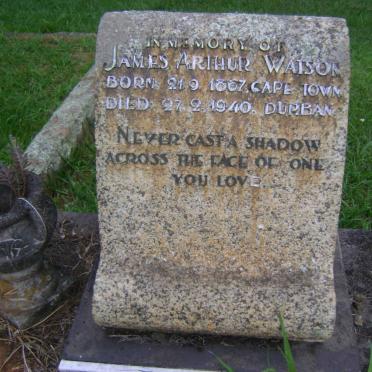 IN MEMORY OF
JAMES ARTHUR WATSON
BORN 21.9.1867, CAPE TOWN
DIED 27.2.1940, DURBAN
NEVER CAST A SHADOW
ACROSS THE FACE OF ONE
YOU LOVE...